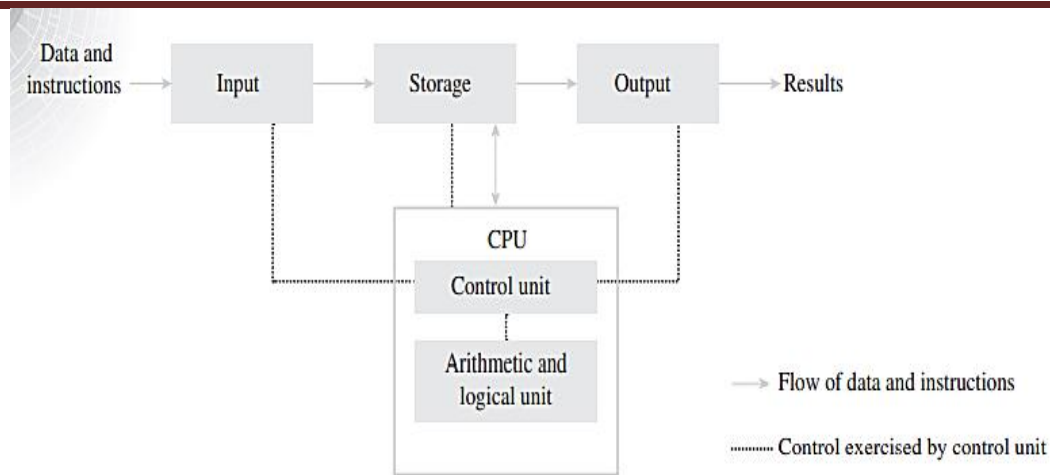 Data and
instructions
Input
Storage
Output
Results
CPU
Control unit
Arithmetic and
logical unit
Flow of data and instructions
Control exercised by control unit